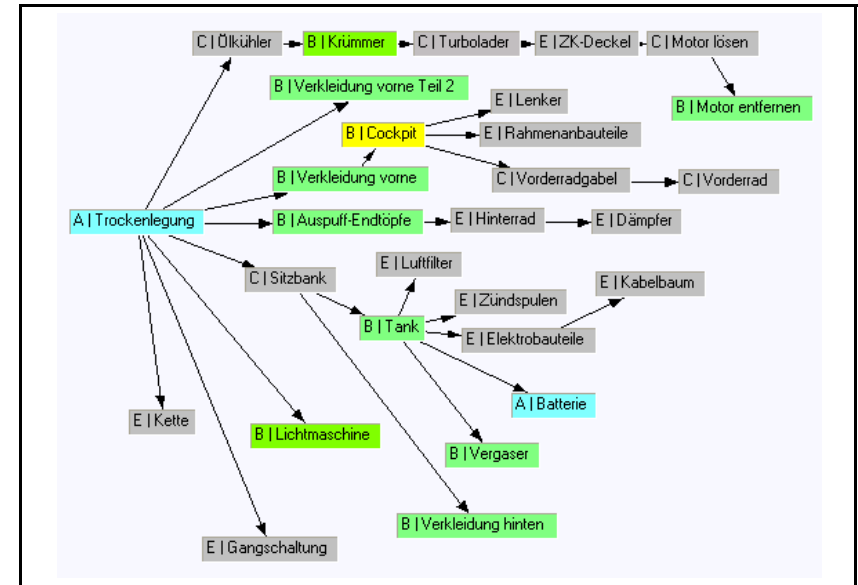 C | Ölkühler
B | Krümmer
C | Turbolader
E | ZK-Deckel
C | Motor lösen
B | Verkleidung vorne Teil 2
E | Lenker
B | Motor entfernen
B | Cockpit
E | Rahmenanbauteile
B | Verkleidung vorne
C | Vorderradgabel
C | Vorderrad
A | Trockenlegung
B | Auspuff-Endtöpfe
E | Hinterrad
E | Dämpfer
E | Luftfilter
C | Sitzbank
E | Kabelbaum
E | Zündspulen
B | Tank
E | Elektrobauteile
A | Batterie
E | Kette
B | Lichtmaschine
B | Vergaser
B | Verkleidung hinten
E | Gangschaltung